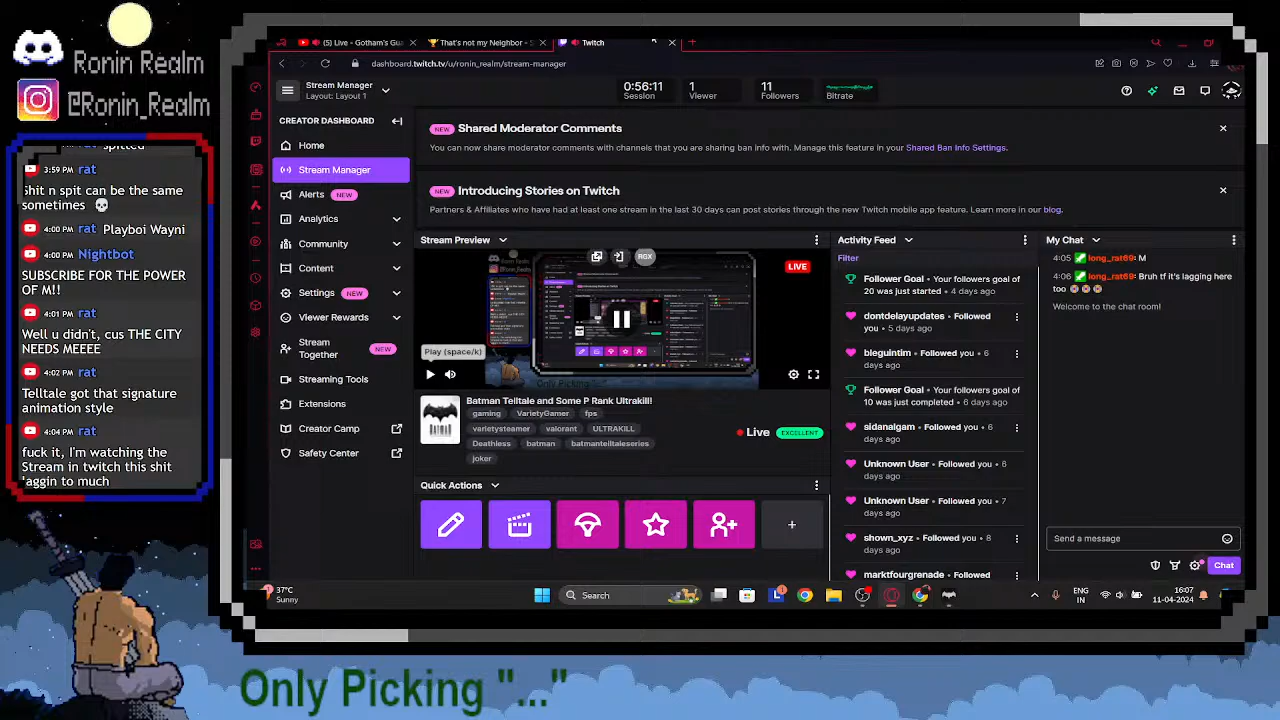 Ronin Realm
@Ronin_Realm
3:59 PM rat
shit n spit can be the same
sometimes 💀
4:00 PM rat Playboi Wayni
4:00 PM Nightbot
SUBSCRIBE FOR THE POWER
OF M!!
4:01 PM rat
Well u didn't, cus THE CITY
NEEDS MEEEE
4:02 PM rat
Telltale got that signature
animation style
4:04 PM rat
fuck it, I'm watching the
Stream in twitch this shit
laggin to much
Only Picking "..."
(5) Live - Gotham's Gua
That's not my Neighbor - S
Twitch
dashboard.twitch.tv/u/ronin_realm/stream-manager
Stream Manager
Layout: Layout 1
0:56:11
Session
1
Viewer
11
Followers
Bitrate
CREATOR DASHBOARD
Home
Stream Manager
Alerts NEW
Analytics
Community
Content
Settings NEW
Viewer Rewards
Stream
Together NEW
Streaming Tools
Extensions
Creator Camp
Safety Center
NEW Shared Moderator Comments
You can now share moderator comments with channels that you are sharing ban info with. Manage this feature in your Shared Ban Info Settings.
NEW Introducing Stories on Twitch
Partners & Affiliates who have had at least one stream in the last 30 days can post stories through the new Twitch mobile app feature. Learn more in our blog.
Stream Preview
RGX
LIVE
Play (space/k)
Only Picking "..."
Batman Telltale and Some P Rank Ultrakill!
gaming VarietyGamer fps
varietysteamer valorant ULTRAKILL
Deathless batman batmantelltaleseries
joker
Live EXCELLENT
Quick Actions
Activity Feed
Filter
Follower Goal • Your followers goal of
20 was just started • 4 days ago
dontdelayupdates • Followed
you • 5 days ago
bleguintim • Followed you • 6
days ago
Follower Goal • Your followers goal of
10 was just completed • 6 days ago
sidanalgam • Followed you • 6
days ago
Unknown User • Followed you • 6
days ago
Unknown User • Followed you • 7
days ago
shown_xyz • Followed you • 8
days ago
marktfourgrenade • Followed
My Chat
4:05 long_rat69: M
4:06 long_rat69: Bruh tf it's lagging here
too
Welcome to the chat room!
Send a message
Chat
37°C
Sunny
Search
ENG
IN
16:07
11-04-2024